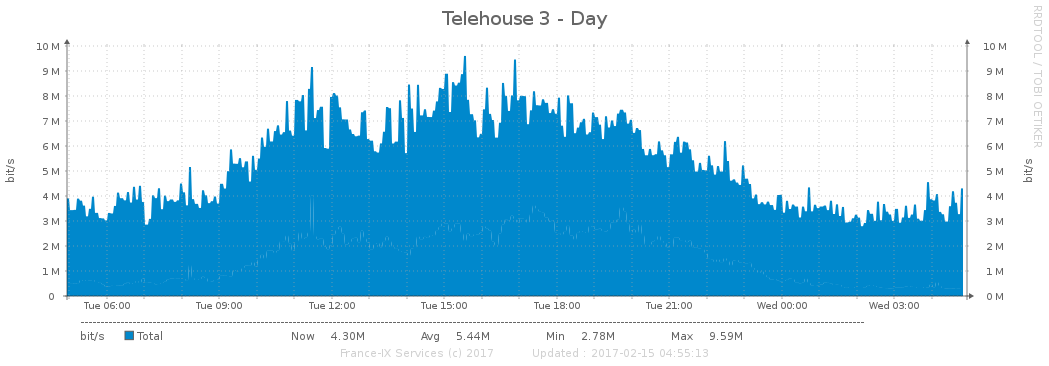 Telehouse 3 - Day
RRDTOOL / TOBI OETIKER
bit/s
10 M
9 M
8 M
7 M
6 M
5 M
4 M
3 M
2 M
1 M
0
10 M
9 M
8 M
7 M
6 M
5 M
4 M
3 M
2 M
1 M
0 M
bit/s
Tue 06:00 Tue 09:00 Tue 12:00 Tue 15:00 Tue 18:00 Tue 21:00 Wed 00:00 Wed 03:00
bit/s Total Now 4.30M Avg 5.44M Min 2.78M Max 9.59M
France-IX Services (c) 2017 Updated : 2017-02-15 04:55:13